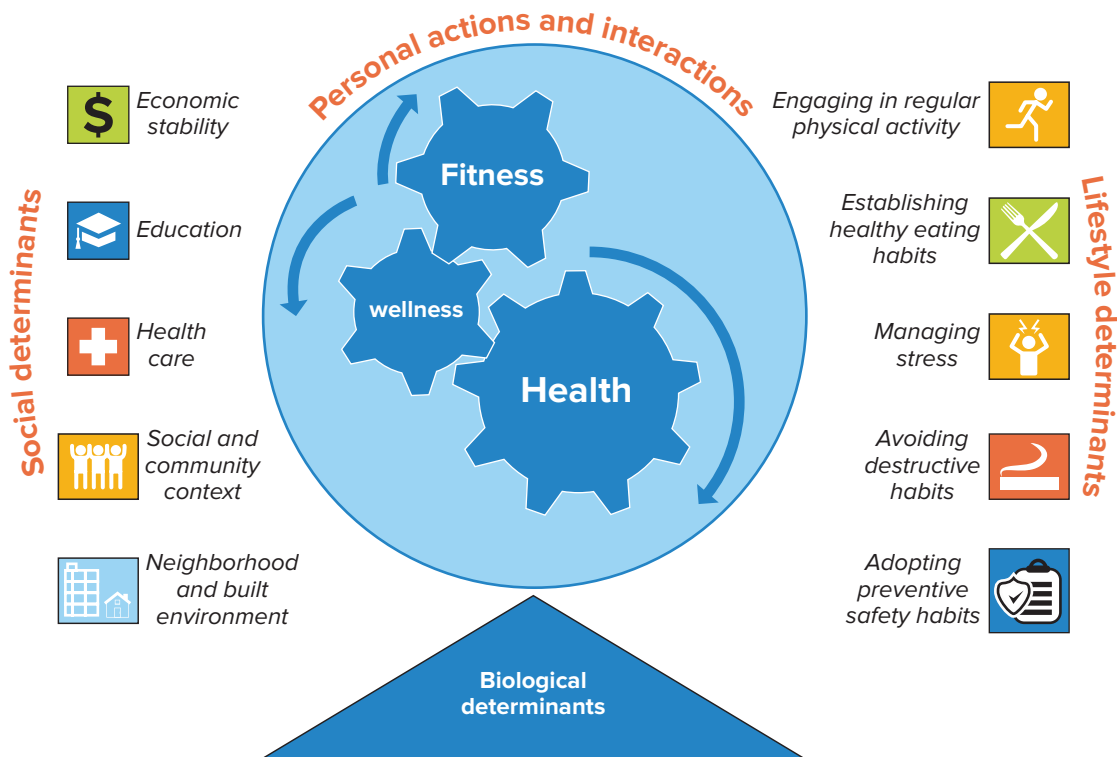 Personal actions and interactions
Social determinants
$
Economic
stability
Education
Health
care
Social and
community
context
Neighborhood
and built
environment
Fitness
wellness
Health
Biological
determinants
Lifestyle determinants
Engaging in regular
physical activity
Establishing
healthy eating
habits
Managing
stress
Avoiding
destructive
habits
Adopting
preventive
safety habits